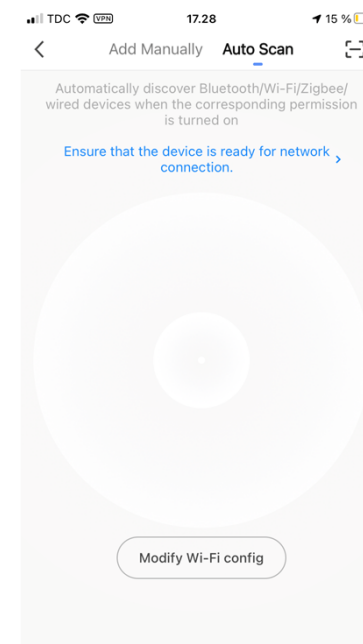 TDC VPN 17.28 15 %
Add Manually Auto Scan
Automatically discover Bluetooth/Wi-Fi/Zigbee/
wired devices when the corresponding permission
is turned on
Ensure that the device is ready for network
connection.
Modify Wi-Fi config